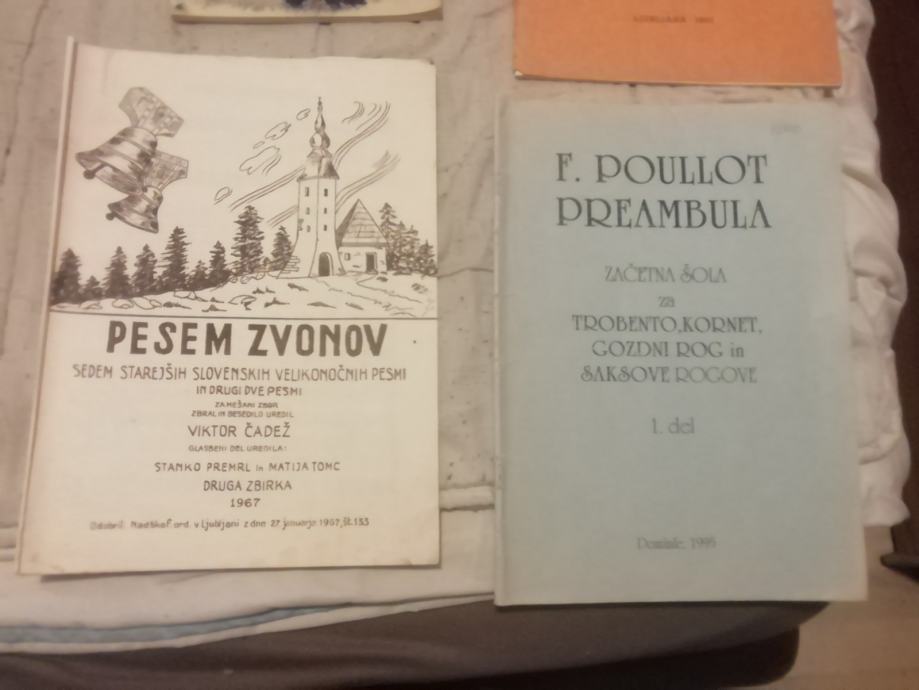 LJUBLJANA
PESEM ZVONOV
SEDEM STAREJŠIH SLOVENSKIH VELIKONOČNIH PESMI
IN DRUGI DVE PESMI
ZA MEŠANI ZBOR
ZBRAL IN BESEDILO UREDIL
VIKTOR ČADEŽ
GLASBENI DEL UREDILA:
STANKO PREMRL in MATIJA TOMC
DRUGA ZBIRKA
1967
Odobril: Nadškof. ord. v Ljubljani z dne 27. januarja 1967, št. 153
F. POULLOT
PREAMBULA
ZAČETNA ŠOLA
za
TROBENTO, KORNET,
GOZDNI ROG in
SAKSOVE ROGOVE
1. del
Domžale, 1995